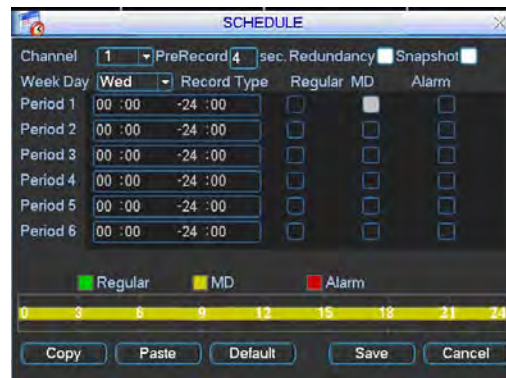 SCHEDULE
Channel 1 PreRecord 4 sec. Redundancy Snapshot
Week Day Wed Record Type Regular MD Alarm
Period 1 00 :00 -24 :00
Period 2 00 :00 -24 :00
Period 3 00 :00 -24 :00
Period 4 00 :00 -24 :00
Period 5 00 :00 -24 :00
Period 6 00 :00 -24 :00
Regular MD Alarm
0 3 6 9 12 15 18 21 24
Copy Paste Default Save Cancel